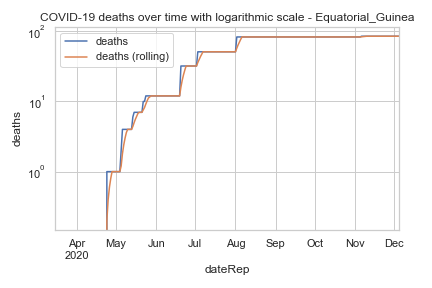 COVID-19 deaths over time with logarithmic scale - Equatorial_Guinea
deaths
deaths (rolling)
10²
10¹
10⁰
deaths
Apr May Jun Jul Aug Sep Oct Nov Dec
2020
dateRep